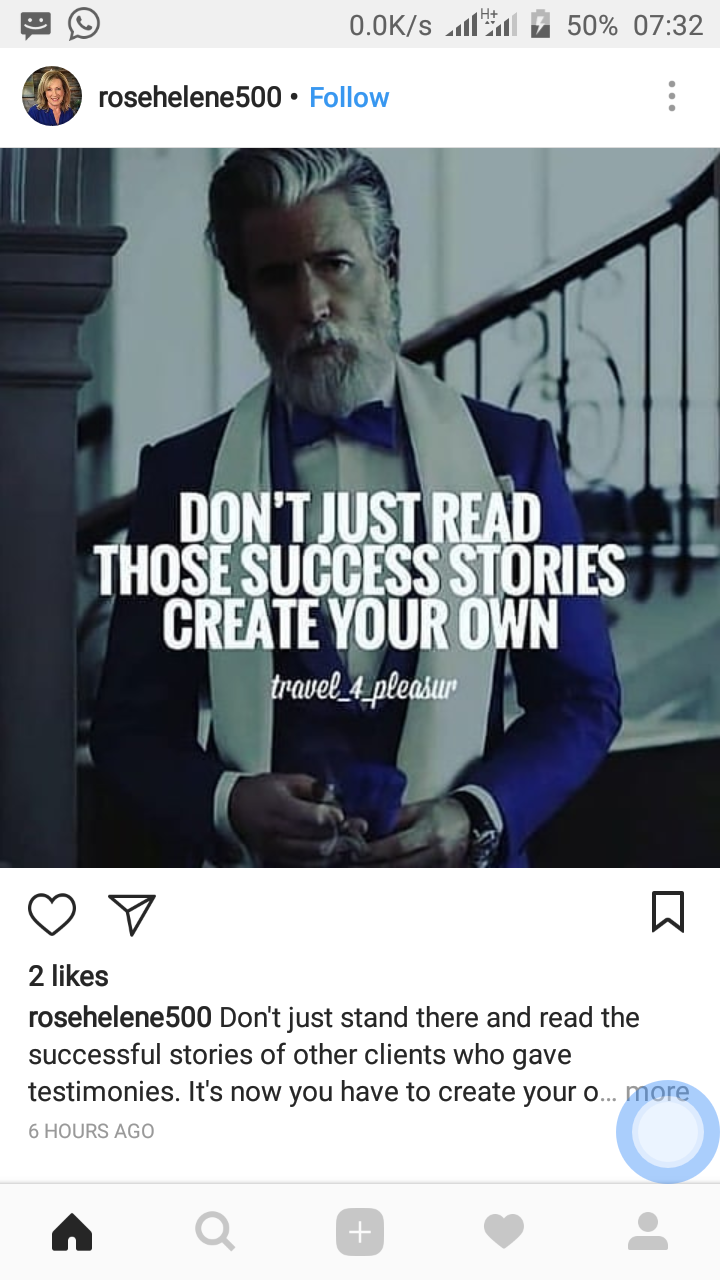 0.0K/s H+ 50% 07:32
rosehelene500 • Follow
DON'T JUST READ
THOSE SUCCESS STORIES
CREATE YOUR OWN
travel_4_pleasur
2 likes
rosehelene500 Don't just stand there and read the
successful stories of other clients who gave
testimonies. It's now you have to create your o... more
6 HOURS AGO